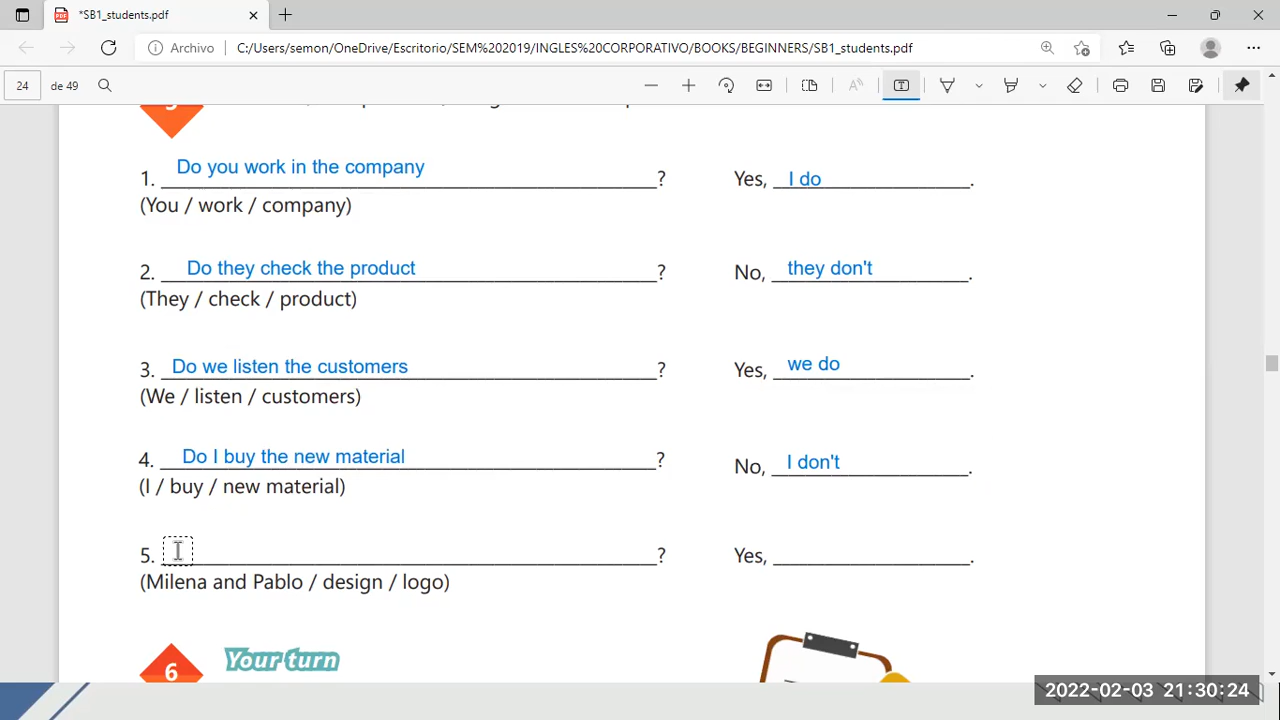 *SB1_students.pdf
Archivo C:/Users/semon/OneDrive/Escritorio/SEM%202019/INGLES%20CORPORATIVO/BOOKS/BEGINNERS/SB1_students.pdf
24 de 49
1. Do you work in the company? Yes, I do.
(You / work / company)
2. Do they check the product? No, they don't.
(They / check / product)
3. Do we listen the customers? Yes, we do.
(We / listen / customers)
4. Do I buy the new material? No, I don't.
(I / buy / new material)
5. ? Yes, .
(Milena and Pablo / design / logo)
6 Your turn
2022-02-03 21:30:24